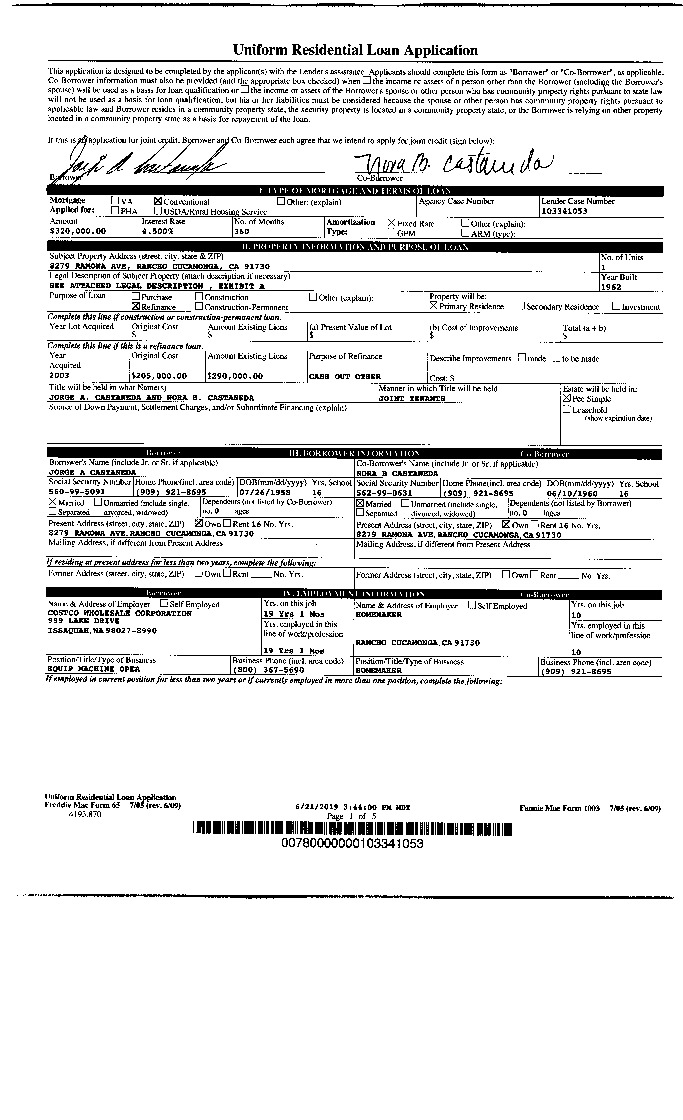 Uniform Residential Loan Application
This application is designed to be completed by the applicant(s) with the Lender's assistance. Applicants should complete this form as "Borrower" or "Co-Borrower", as applicable.
Co-Borrower information must also be provided (and the appropriate box checked) when ☐ the income or assets of a person other than the Borrower (including the Borrower's
spouse) will be used as a basis for loan qualification or ☐ the income or assets of the Borrower's spouse or other person who has community property rights pursuant to state law
will not be used as a basis for loan qualification, but his or her liabilities must be considered because the spouse or other person has community property rights pursuant to
applicable law and Borrower resides in a community property state, the security property is located in a community property state, or the Borrower is relying on other property
located in a community property state as a basis for repayment of the loan.
If this is an application for joint credit, Borrower and Co-Borrower each agree that we intend to apply for joint credit (sign below):
Nora B. Castaneda
Borrower Co-Borrower
I. TYPE OF MORTGAGE AND TERMS OF LOAN
Mortgage ☐ VA ☒ Conventional ☐ Other: (explain) Agency Case Number Lender Case Number
Applied for: ☐ FHA ☐ USDA/Rural Housing Service 103341053
Amount Interest Rate No. of Months Amortization ☒ Fixed Rate ☐ Other (explain):
$320,000.00 4.500% 360 Type: GPM ☐ ARM (type):
II. PROPERTY INFORMATION AND PURPOSE OF LOAN
Subject Property Address (street, city, state & ZIP) No. of Units
8279 RAMONA AVE, RANCHO CUCAMONGA, CA 91730 1
Legal Description of Subject Property (attach description if necessary) Year Built
SEE ATTACHED LEGAL DESCRIPTION , EXHIBIT A 1962
Purpose of Loan ☐ Purchase ☐ Construction ☐ Other (explain): Property will be:
☒ Refinance ☐ Construction-Permanent ☒ Primary Residence ☐ Secondary Residence ☐ Investment
Complete this line if construction or construction-permanent loan.
Year Lot Acquired Original Cost Amount Existing Liens (a) Present Value of Lot (b) Cost of Improvements Total (a + b)
$ $ $ $ $
Complete this line if this is a refinance loan.
Year Original Cost Amount Existing Liens Purpose of Refinance Describe Improvements ☐ made ☐ to be made
Acquired
2003 $205,000.00 $290,000.00 CASH OUT OTHER Cost: $
Title will be held in what Name(s) Manner in which Title will be held Estate will be held in:
JORGE A. CASTANEDA AND NORA B. CASTANEDA JOINT TENANTS ☒ Fee Simple
Source of Down Payment, Settlement Charges, and/or Subordinate Financing (explain) ☐ Leasehold
(show expiration date)
Borrower III. BORROWER INFORMATION Co-Borrower
Borrower's Name (include Jr. or Sr. if applicable) Co-Borrower's Name (include Jr. or Sr. if applicable)
JORGE A CASTANEDA NORA B CASTANEDA
Social Security Number Home Phone(incl. area code) DOB(mm/dd/yyyy) Yrs. School Social Security Number Home Phone(incl. area code) DOB(mm/dd/yyyy) Yrs. School
560-99-5091 (909) 921-8695 07/26/1958 16 562-99-0631 (909) 921-8695 06/10/1960 16
☒ Married ☐ Unmarried (include single, Dependents (not listed by Co-Borrower) ☒ Married ☐ Unmarried (include single Dependents (not listed by Borrower)
☐ Separated divorced, widowed) no. 0 ages ☐ Separated divorced, widowed) no. 0 ages
Present Address (street, city, state, ZIP) ☒ Own ☐ Rent 16 No. Yrs. Present Address (street, city, state, ZIP) ☒ Own ☐ Rent 16 No. Yrs.
8279 RAMONA AVE,RANCHO CUCAMONGA,CA 91730 8279 RAMONA AVE,RANCHO CUCAMONGA,CA 91730
Mailing Address, if different from Present Address Mailing Address, if different from Present Address
If residing at present address for less than two years, complete the following:
Former Address (street, city, state, ZIP) ☐ Own ☐ Rent ____ No. Yrs. Former Address (street, city, state, ZIP) ☐ Own ☐ Rent ____ No. Yrs.
Borrower IV. EMPLOYMENT INFORMATION Co-Borrower
Name & Address of Employer ☐ Self Employed Yrs. on this job Name & Address of Employer ☐ Self Employed Yrs. on this job
COSTCO WHOLESALE CORPORATION 19 Yrs 1 Mos HOMEMAKER 10
999 LAKE DRIVE Yrs. employed in this Yrs. employed in this
ISSAQUAH,WA 98027-8990 line of work/profession RANCHO CUCAMONGA,CA 91730 line of work/profession
19 Yrs 1 Mos 10
Position/Title/Type of Business Business Phone (incl. area code) Position/Title/Type of Business Business Phone (incl. area code)
EQUIP MACHINE OPER (800) 367-5690 HOMEMAKER (909) 921-8695
If employed in current position for less than two years or if currently employed in more than one position, complete the following:
Uniform Residential Loan Application
Freddie Mac Form 65 7/05 (rev. 6/09) 6/21/2019 3:44:00 PM MDT Fannie Mae Form 1003 7/05 (rev. 6/09)
4193.870 Page 1 of 5
00780000000103341053